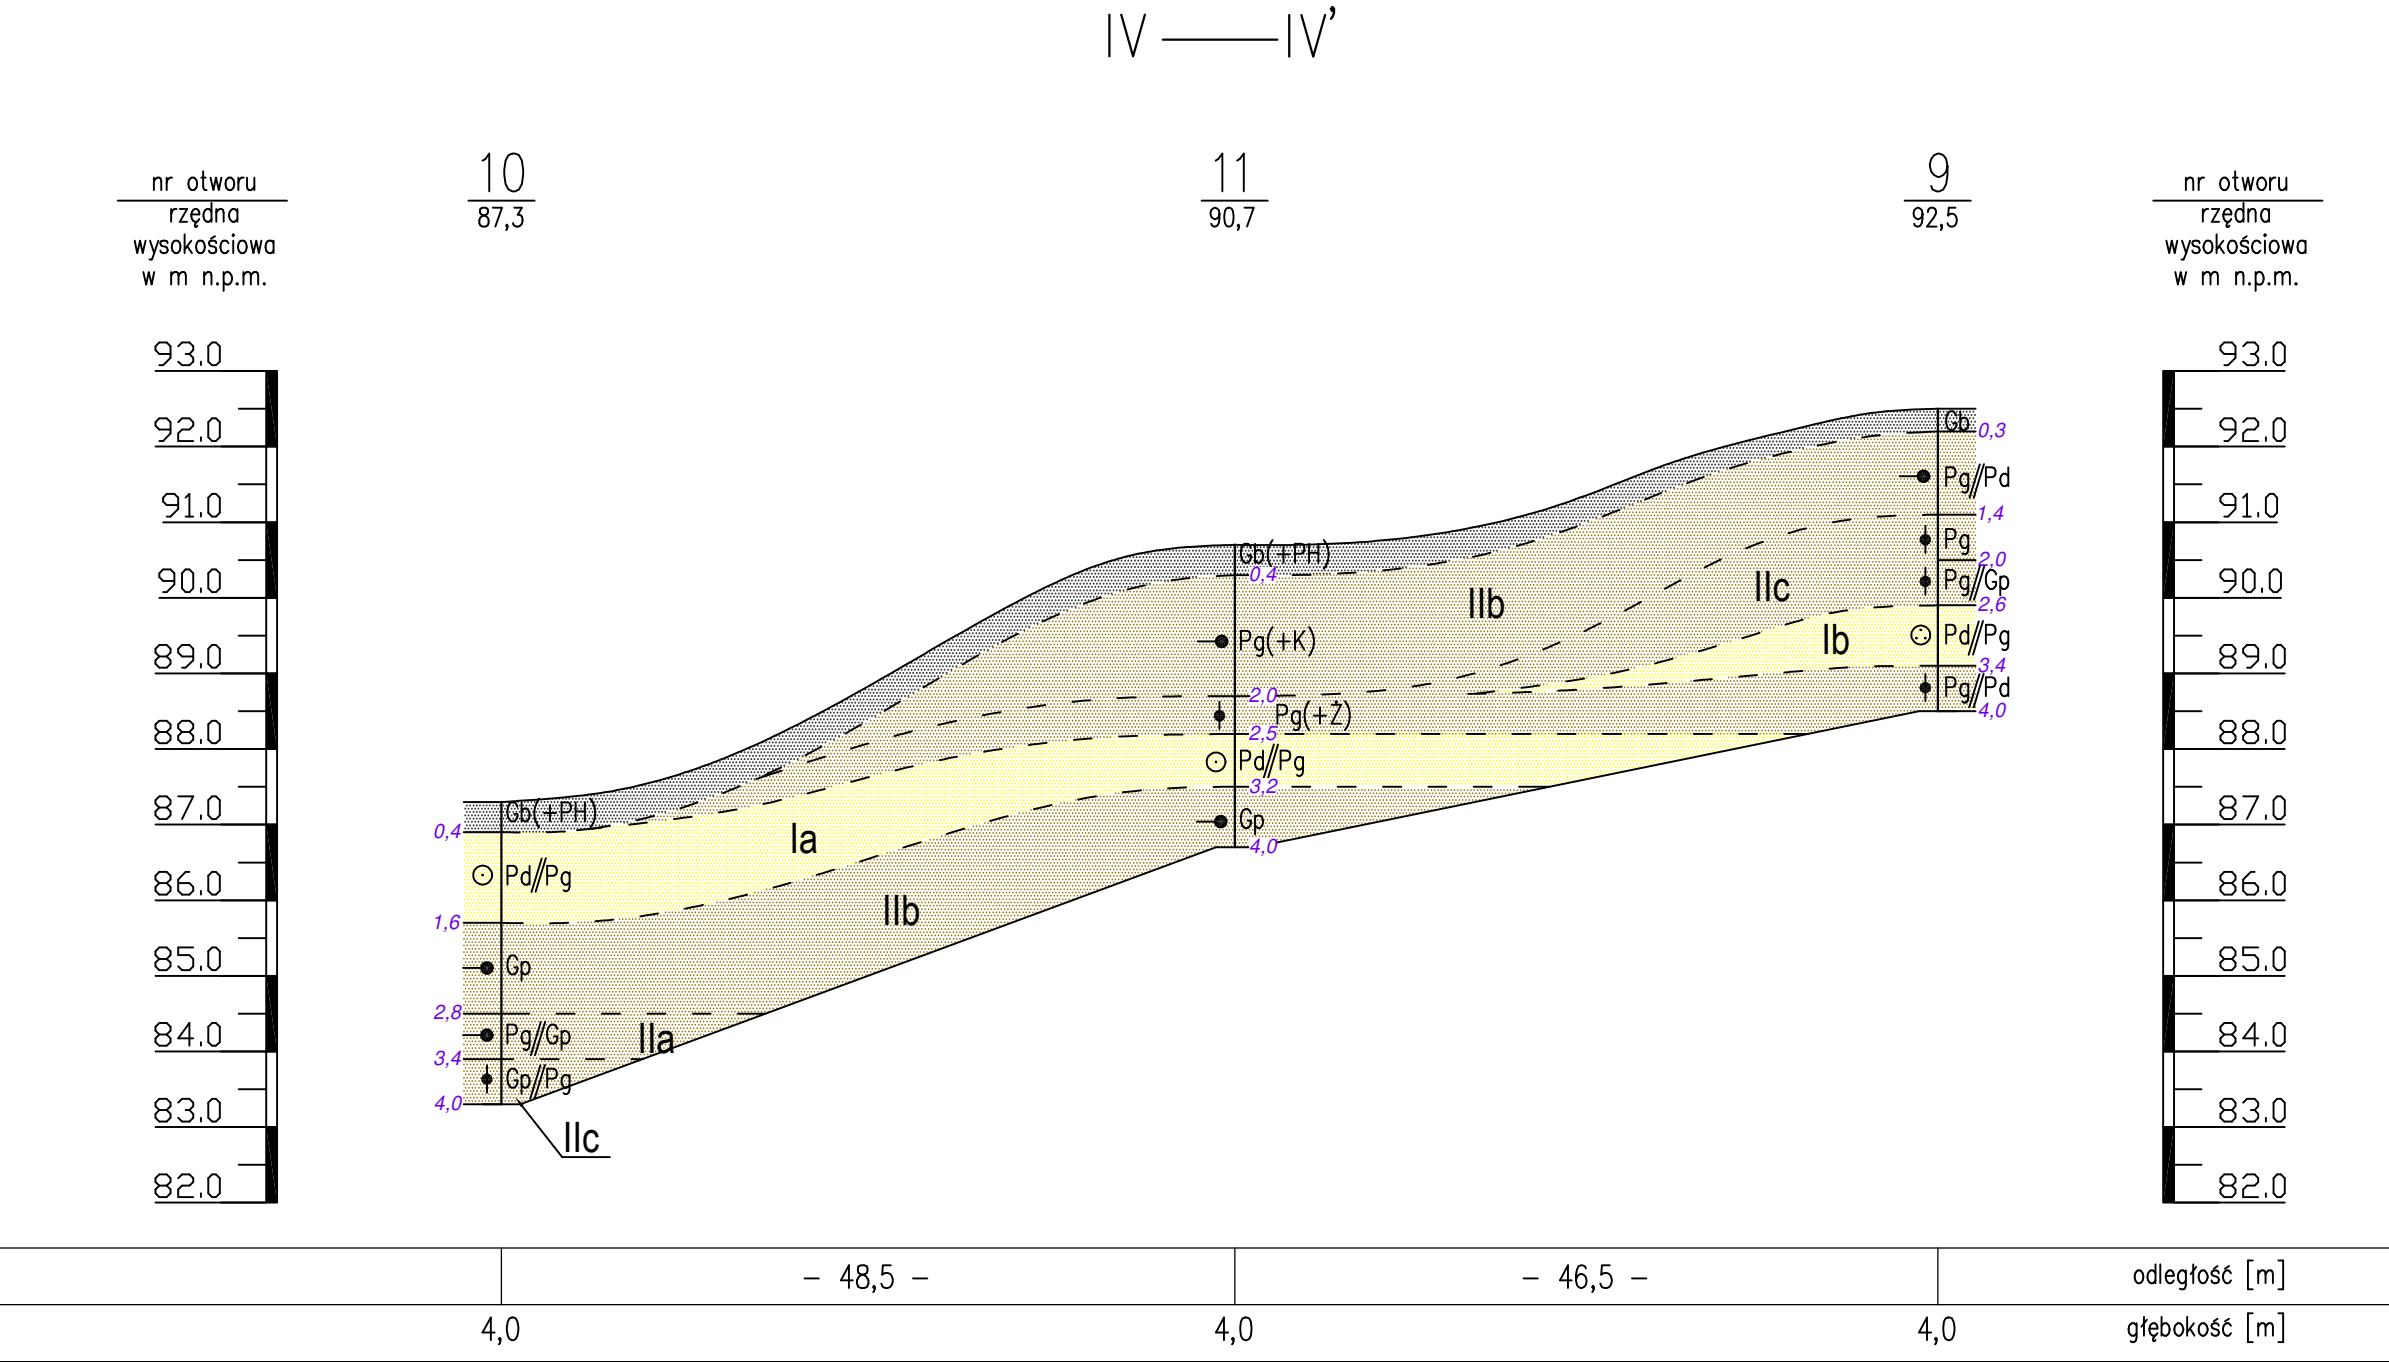 IV — IV'
10 11 9
nr otworu nr otworu
87,3 90,7 92,5
rzędna rzędna
wysokościowa wysokościowa
w m n.p.m. w m n.p.m.
93.0 93.0
Gb
92.0 0,3 92.0
Pg//Pd
91.0 1,4 91.0
Gb(+PH) Pg
0,4 2,0
90.0 IIb IIc Pg//Gp 90.0
2,6
Pg(+K) Ib Pd//Pg
89.0 3,4 89.0
2,0 Pg//Pd
Pg(+Ż) 4,0
88.0 2,5 88.0
Pd//Pg
3,2
87.0 Gb(+PH) Gp 87.0
0,4 Ia 4,0
Pd//Pg
86.0 86.0
1,6 IIb
85.0 Gp 85.0
2,8
84.0 Pg//Gp IIa 84.0
3,4
Gp//Pg
4,0
83.0 83.0
IIc
82.0 82.0
- 48,5 - - 46,5 - odległość [m]
4,0 4,0 4,0 głębokość [m]